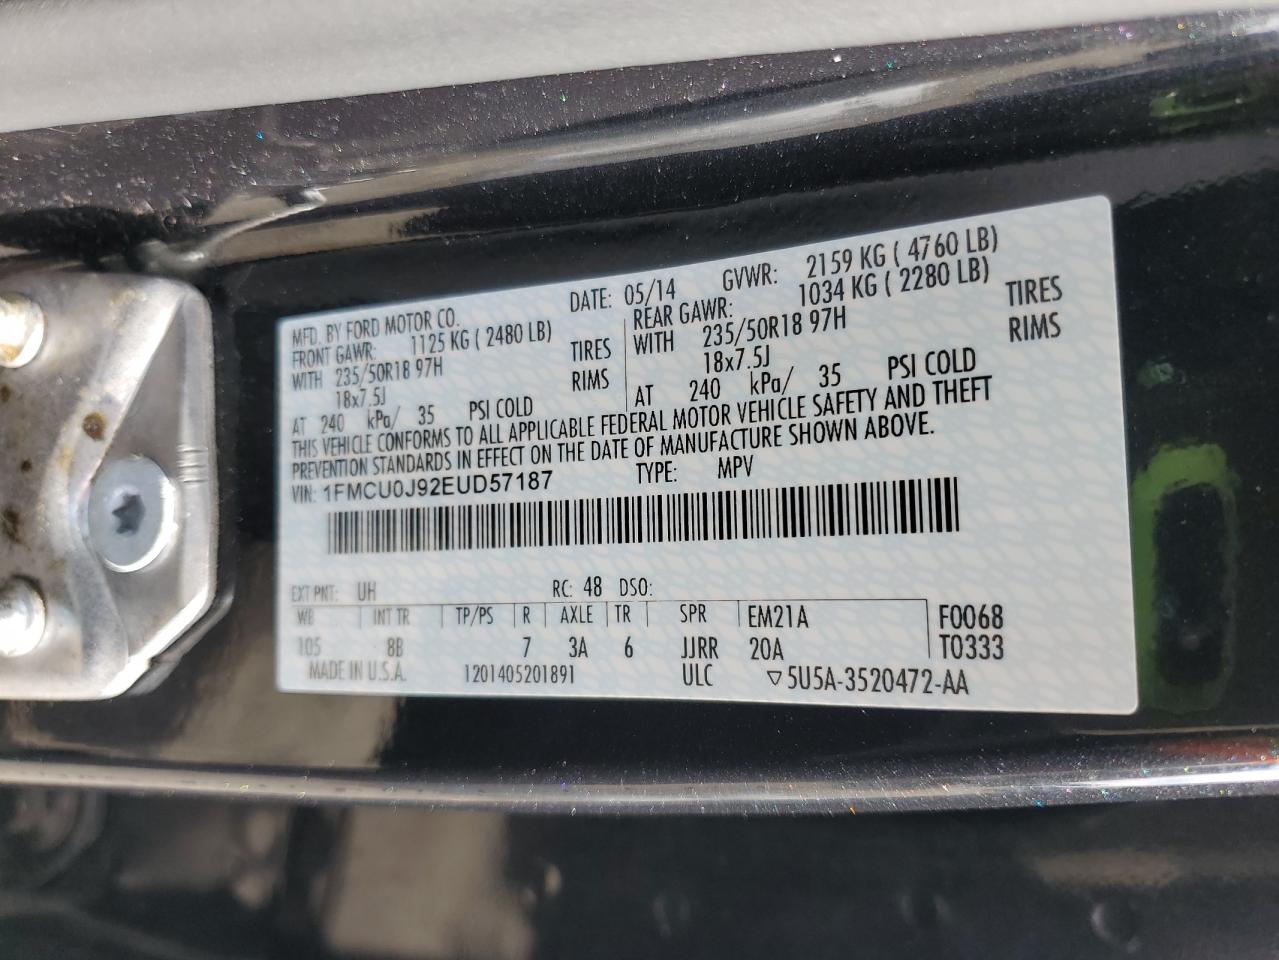 MFD. BY FORD MOTOR CO. DATE: 05/14 GVWR: 2159 KG ( 4760 LB)
FRONT GAWR: 1125 KG ( 2480 LB) REAR GAWR: 1034 KG ( 2280 LB)
WITH 235/50R18 97H TIRES WITH 235/50R18 97H TIRES
18x7.5J RIMS 18x7.5J RIMS
AT 240 kPa/ 35 PSI COLD AT 240 kPa/ 35 PSI COLD
THIS VEHICLE CONFORMS TO ALL APPLICABLE FEDERAL MOTOR VEHICLE SAFETY AND THEFT
PREVENTION STANDARDS IN EFFECT ON THE DATE OF MANUFACTURE SHOWN ABOVE.
VIN: 1FMCU0J92EUD57187 TYPE: MPV
EXT PNT: UH RC: 48 DSO:
WB INT TR TP/PS R AXLE TR SPR EM21A F0068
105 8B 7 3A 6 JJRR 20A T0333
MADE IN U.S.A. 1201405201891 ULC ▽5U5A-3520472-AA